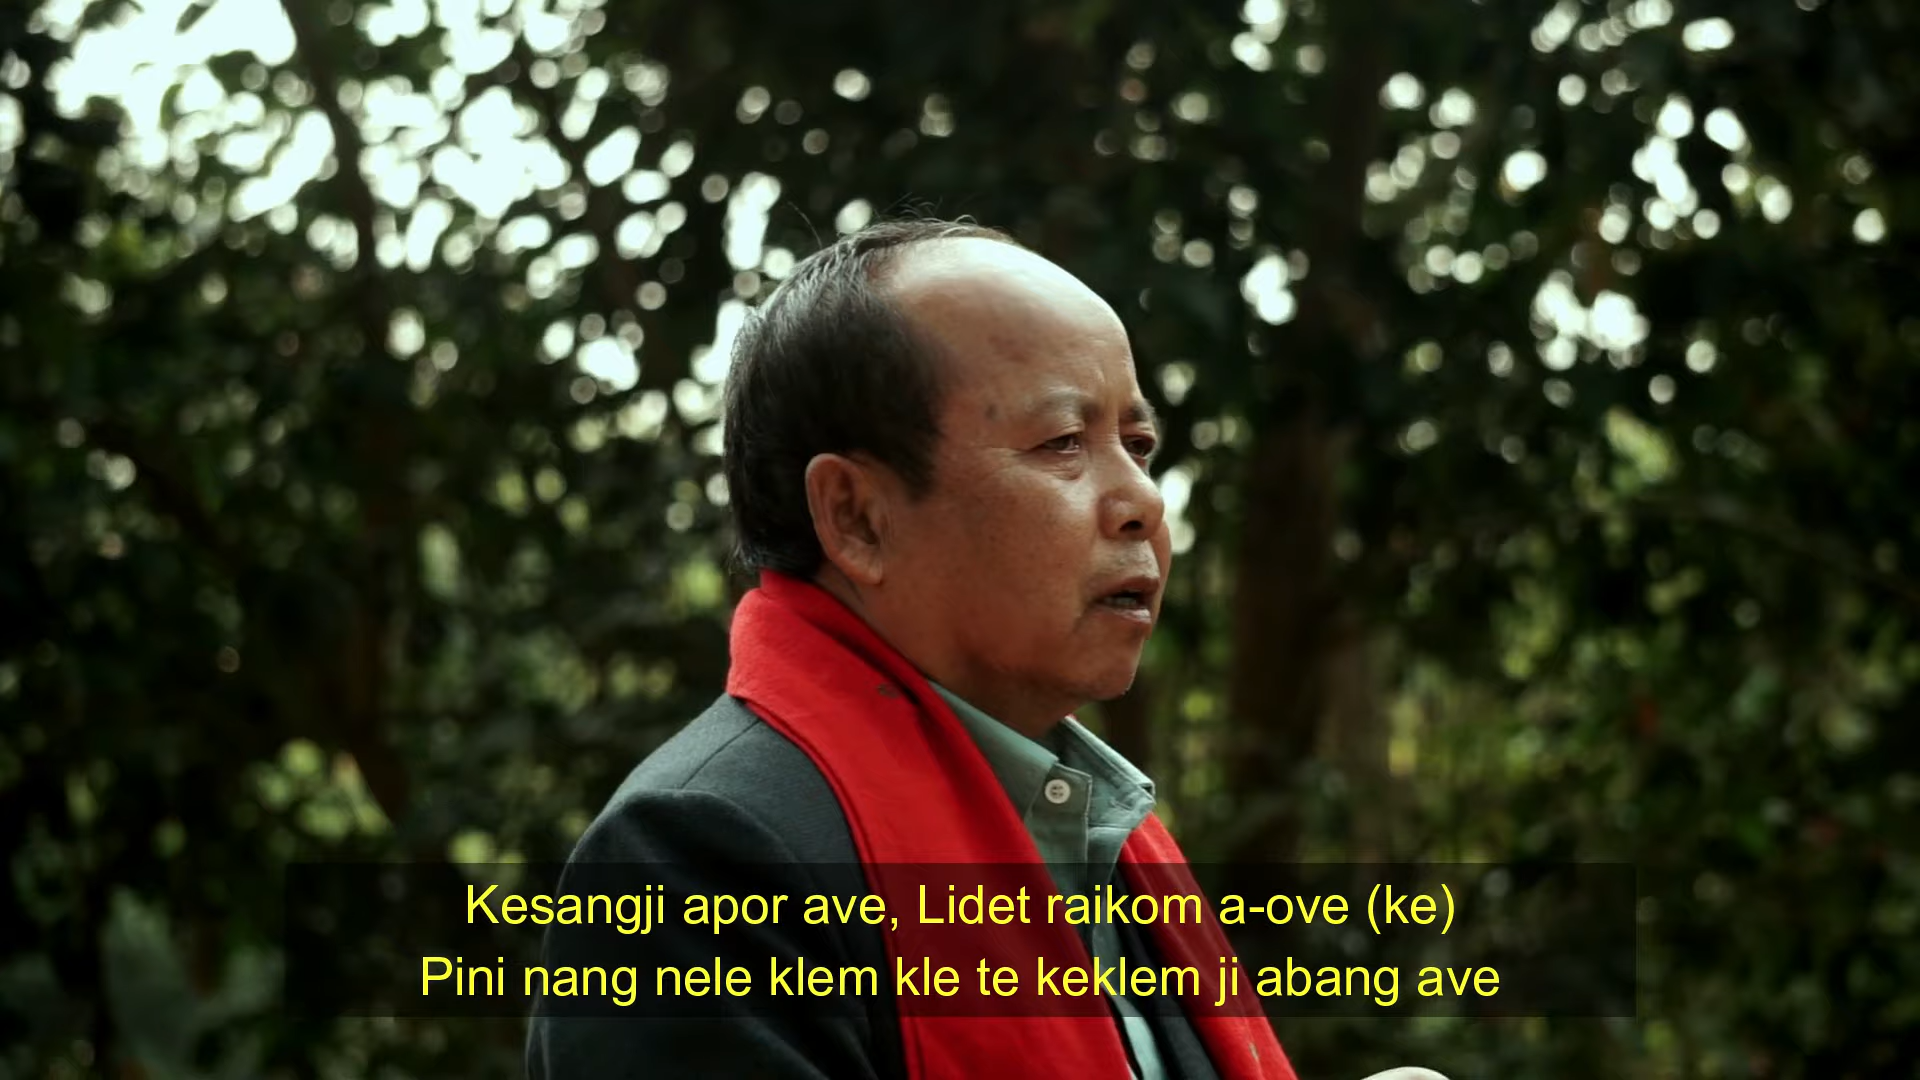 Kesangji apor ave, Lidet raikom a-ove (ke)
Pini nang nele klem kle te keklem ji abang ave